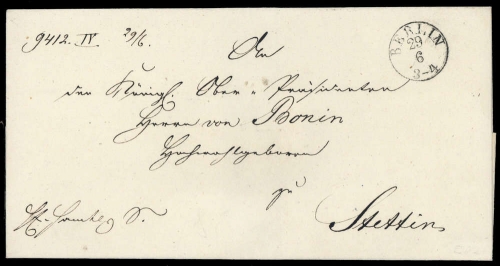 9412. IV. 29/6.
BERLIN
29
6
3–4
An
den Königl. Ober-Präsidenten
Herrn von Bonin
Hochwohlgeboren
zu
Stettin